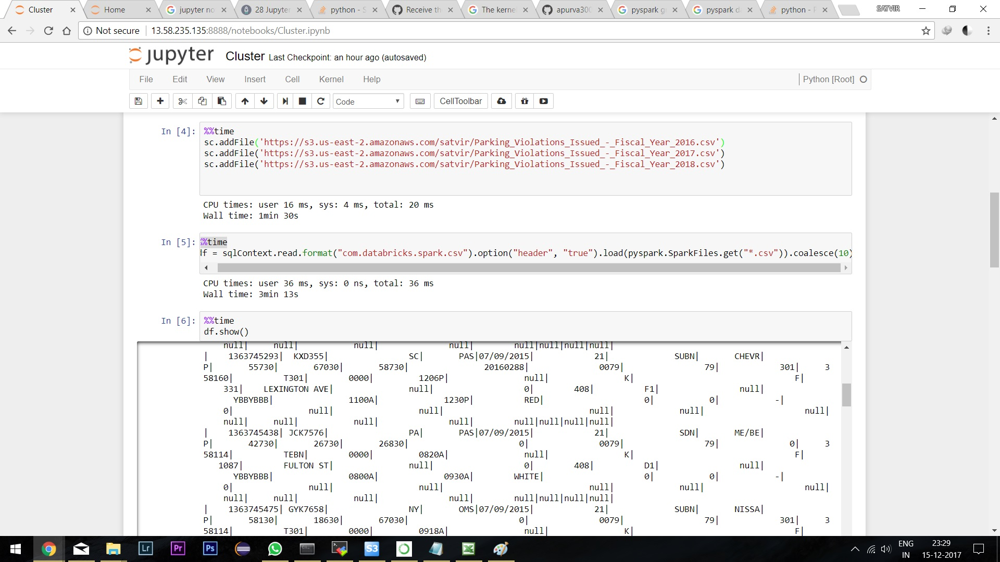 Cluster
Home
jupyter no
28 Jupyter
python - S
Receive th
The kerne
apurva300
pyspark g
pyspark d
python - P
SATVIR
Not secure
13.58.235.135:8888/notebooks/Cluster.ipynb
jupyter Cluster Last Checkpoint: an hour ago (autosaved)
File Edit View Insert Cell Kernel Help
Python [Root]
Code
CellToolbar
In [4]: %%time
sc.addFile('https://s3.us-east-2.amazonaws.com/satvir/Parking_Violations_Issued_-_Fiscal_Year_2016.csv')
sc.addFile('https://s3.us-east-2.amazonaws.com/satvir/Parking_Violations_Issued_-_Fiscal_Year_2017.csv')
sc.addFile('https://s3.us-east-2.amazonaws.com/satvir/Parking_Violations_Issued_-_Fiscal_Year_2018.csv')
CPU times: user 16 ms, sys: 4 ms, total: 20 ms
Wall time: 1min 30s
In [5]: %%time
df = sqlContext.read.format("com.databricks.spark.csv").option("header", "true").load(pyspark.SparkFiles.get("*.csv")).coalesce(10)
CPU times: user 36 ms, sys: 0 ns, total: 36 ms
Wall time: 3min 13s
In [6]: %%time
df.show()
null| null| null| null| null|null|null|null|
| 1363745293| KXD355| SC| PAS|07/09/2015| 21| SUBN| CHEVR|
P| 55730| 67030| 58730| 20160288| 0079| 79| 301| 3
58160| T301| 0000| 1206P| null| K| F|
331| LEXINGTON AVE| null| 0| 408| F1| null|
YBBYBBB| 1100A| 1230P| RED| 0| 0| -|
0| null| null| null| null| null|
null| null| null| null| null|null|null|null|
| 1363745438| JCK7576| PA| PAS|07/09/2015| 21| SDN| ME/BE|
P| 42730| 26730| 26830| 0| 0079| 79| 0| 3
58114| TEBN| 0000| 0820A| null| K| F|
1087| FULTON ST| null| 0| 408| D1| null|
YBBYBBB| 0800A| 0930A| WHITE| 0| 0| -|
0| null| null| null| null| null|
null| null| null| null| null|null|null|null|
| 1363745475| GYK7658| NY| OMS|07/09/2015| 21| SUBN| NISSA|
P| 58130| 18630| 67030| 0| 0079| 79| 301| 3
58114| T301| 0000| 0918A| null| K| F|
Lr
Pr
Ps
S3
ENG
IN
23:29
15-12-2017